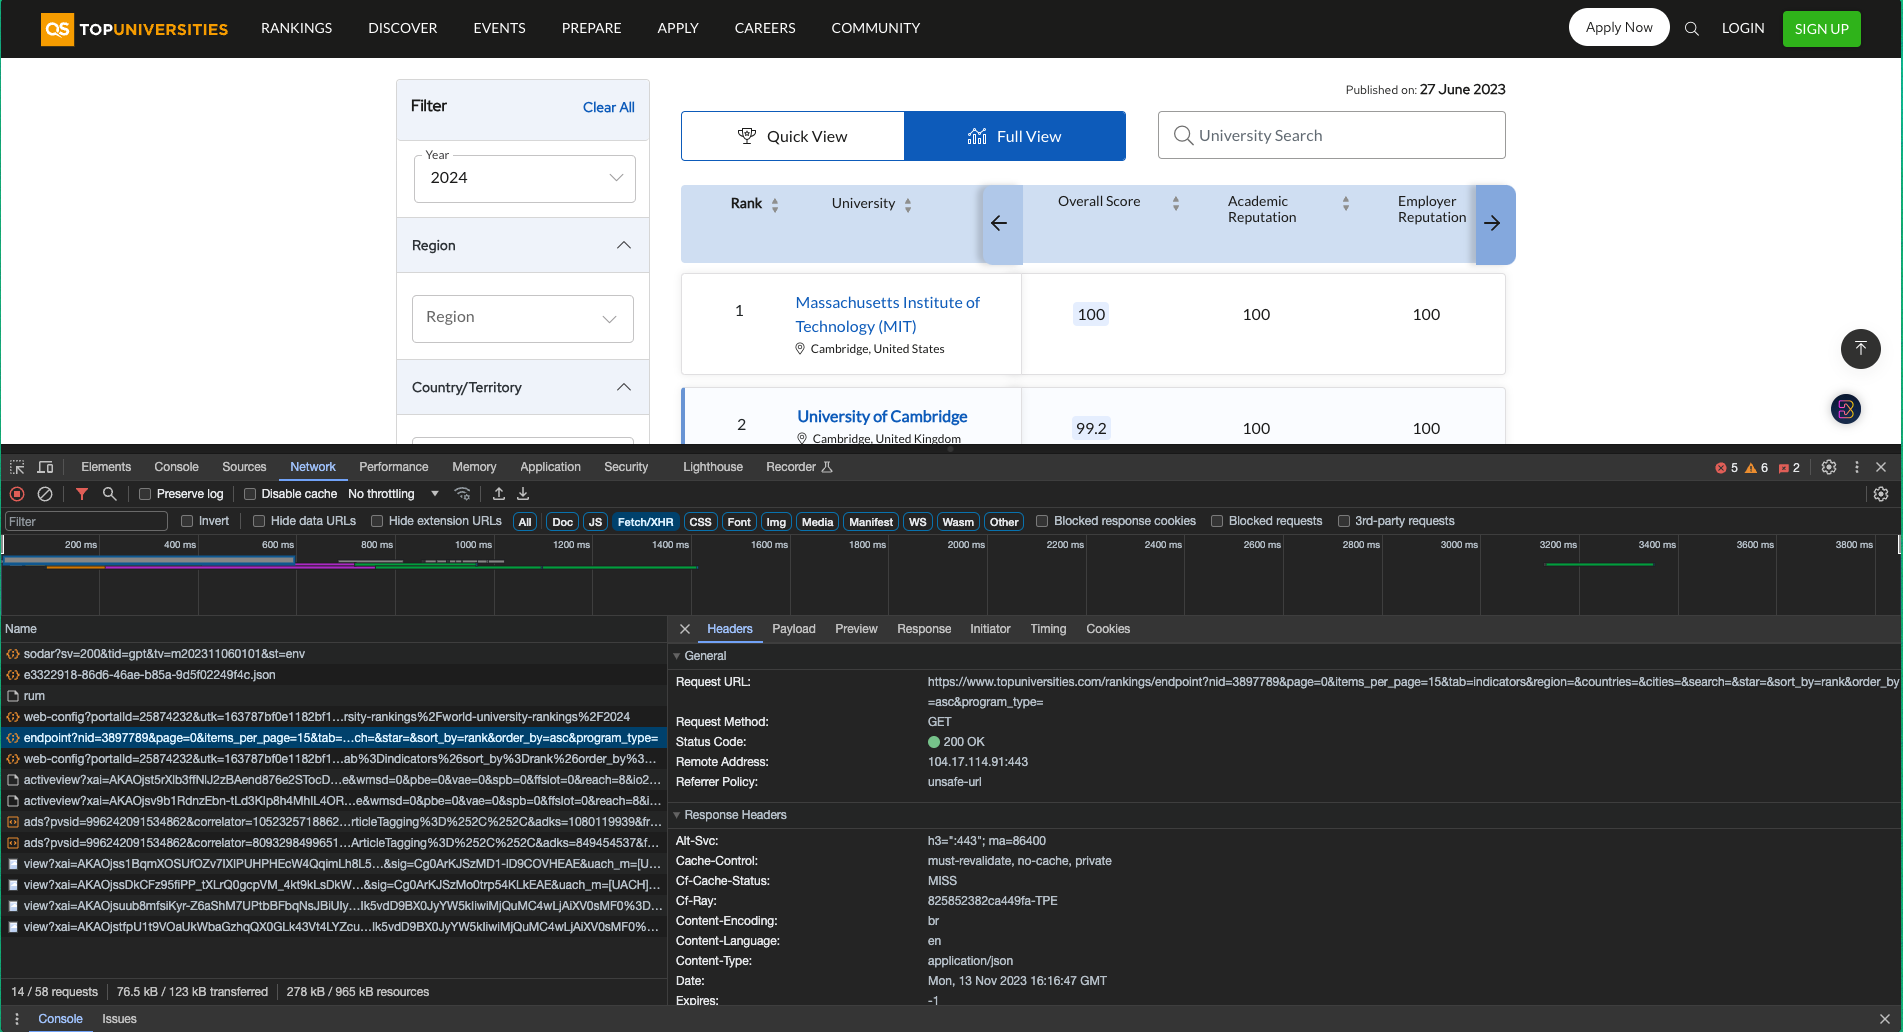 QS TOPUNIVERSITIES RANKINGS DISCOVER EVENTS PREPARE APPLY CAREERS COMMUNITY Apply Now LOGIN SIGN UP
Filter Clear All
Year
2024
Region
Region
Country/Territory
Published on: 27 June 2023
Quick View Full View University Search
Rank University Overall Score Academic Reputation Employer Reputation
1 Massachusetts Institute of Technology (MIT) 100 100 100
Cambridge, United States
2 University of Cambridge 99.2 100 100
Cambridge, United Kingdom
Elements Console Sources Network Performance Memory Application Security Lighthouse Recorder 5 6 2
Preserve log Disable cache No throttling
Filter Invert Hide data URLs Hide extension URLs All Doc JS Fetch/XHR CSS Font Img Media Manifest WS Wasm Other Blocked response cookies Blocked requests 3rd-party requests
200 ms 400 ms 600 ms 800 ms 1000 ms 1200 ms 1400 ms 1600 ms 1800 ms 2000 ms 2200 ms 2400 ms 2600 ms 2800 ms 3000 ms 3200 ms 3400 ms 3600 ms 3800 ms
Name
sodar?sv=200&tid=gpt&tv=m202311060101&st=env
e3322918-86d6-46ae-b85a-9d5f02249f4c.json
rum
web-config?portalId=25874232&utk=163787bf0e1182bf1…rsity-rankings%2Fworld-university-rankings%2F2024
endpoint?nid=3897789&page=0&items_per_page=15&tab=…ch=&star=&sort_by=rank&order_by=asc&program_type=
web-config?portalId=25874232&utk=163787bf0e1182bf1…ab%3Dindicators%26sort_by%3Drank%26order_by%3…
activeview?xai=AKAOjst5rXlb3ffNlJ2zBAend876e2STocD…e&wmsd=0&pbe=0&vae=0&spb=0&ffslot=0&reach=8&io2…
activeview?xai=AKAOjsv9b1RdnzEbn-tLd3KIp8h4MhIL4OR…e&wmsd=0&pbe=0&vae=0&spb=0&ffslot=0&reach=8&i…
ads?pvsid=996242091534862&correlator=1052325718862…rticleTagging%3D%252C%252C&adks=1080119939&fr…
ads?pvsid=996242091534862&correlator=8093298499651…ArticleTagging%3D%252C%252C&adks=849454537&f…
view?xai=AKAOjss1BqmXOSUfOZv7lXlPUHPHEcW4QqimLh8L5…&sig=Cg0ArKJSzMD1-lD9COVHEAE&uach_m=[U…
view?xai=AKAOjssDkCFz95fiPP_tXLrQ0gcpVM_4kt9kLsDkW…&sig=Cg0ArKJSzMo0trp54KLkEAE&uach_m=[UACH]…
view?xai=AKAOjsuub8mfsiKyr-Z6aShM7UPtbBFbqNsJBiUIy…Ik5vdD9BX0JyYW5kIiwiMjQuMC4wLjAiXV0sMF0%3D…
view?xai=AKAOjstfpU1t9VOaUkWbaGzhqQX0GLk43Vt4LYZcu…Ik5vdD9BX0JyYW5kIiwiMjQuMC4wLjAiXV0sMF0%…
14 / 58 requests 76.5 kB / 123 kB transferred 278 kB / 965 kB resources
Headers Payload Preview Response Initiator Timing Cookies
General
Request URL: https://www.topuniversities.com/rankings/endpoint?nid=3897789&page=0&items_per_page=15&tab=indicators&region=&countries=&cities=&search=&star=&sort_by=rank&order_by
=asc&program_type=
Request Method: GET
Status Code: 200 OK
Remote Address: 104.17.114.91:443
Referrer Policy: unsafe-url
Response Headers
Alt-Svc: h3=":443"; ma=86400
Cache-Control: must-revalidate, no-cache, private
Cf-Cache-Status: MISS
Cf-Ray: 825852382ca449fa-TPE
Content-Encoding: br
Content-Language: en
Content-Type: application/json
Date: Mon, 13 Nov 2023 16:16:47 GMT
Expires: -1
Console Issues